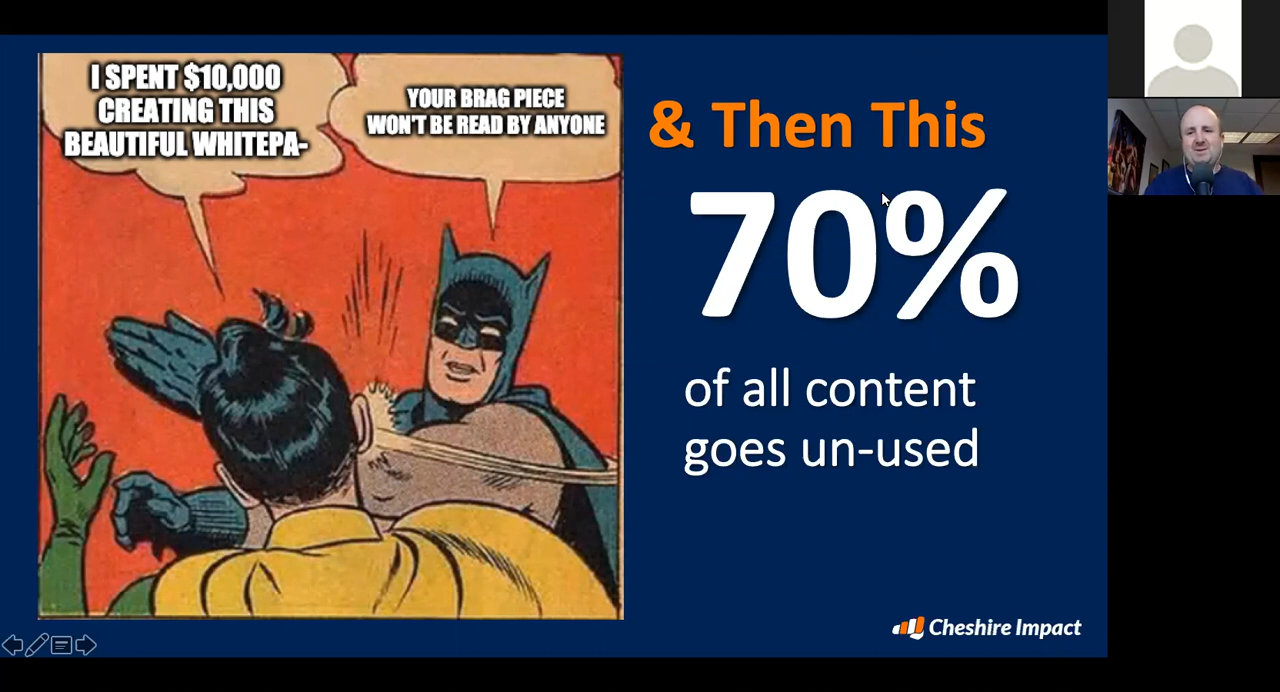 I SPENT $10,000
CREATING THIS
BEAUTIFUL WHITEPA-
YOUR BRAG PIECE
WON'T BE READ BY ANYONE
& Then This
70%
of all content
goes un-used
Cheshire Impact